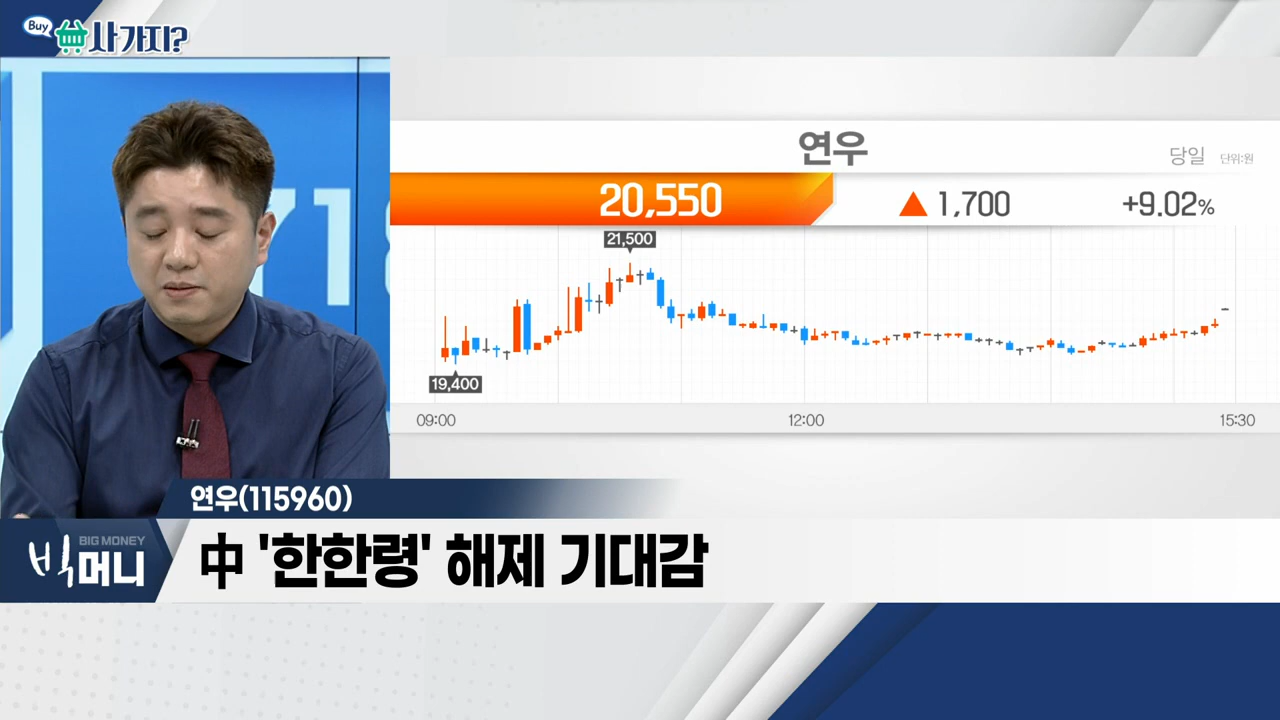 Buy 사가지?
718
연우
당일 단위:원
20,550 ▲ 1,700 +9.02%
21,500
19,400
09:00 12:00 15:30
연우(115960)
BIG MONEY
빅머니
中 '한한령' 해제 기대감